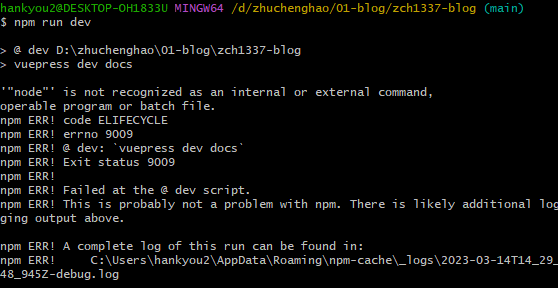 hankyou2@DESKTOP-OH1833U MINGW64 /d/zhuchenghao/01-blog/zch1337-blog (main)
$ npm run dev
> @ dev D:\zhuchenghao\01-blog\zch1337-blog
> vuepress dev docs
'"node"' is not recognized as an internal or external command,
operable program or batch file.
npm ERR! code ELIFECYCLE
npm ERR! errno 9009
npm ERR! @ dev: `vuepress dev docs`
npm ERR! Exit status 9009
npm ERR!
npm ERR! Failed at the @ dev script.
npm ERR! This is probably not a problem with npm. There is likely additional log
ging output above.
npm ERR! A complete log of this run can be found in:
npm ERR!     C:\Users\hankyou2\AppData\Roaming\npm-cache\_logs\2023-03-14T14_29_
48_945Z-debug.log